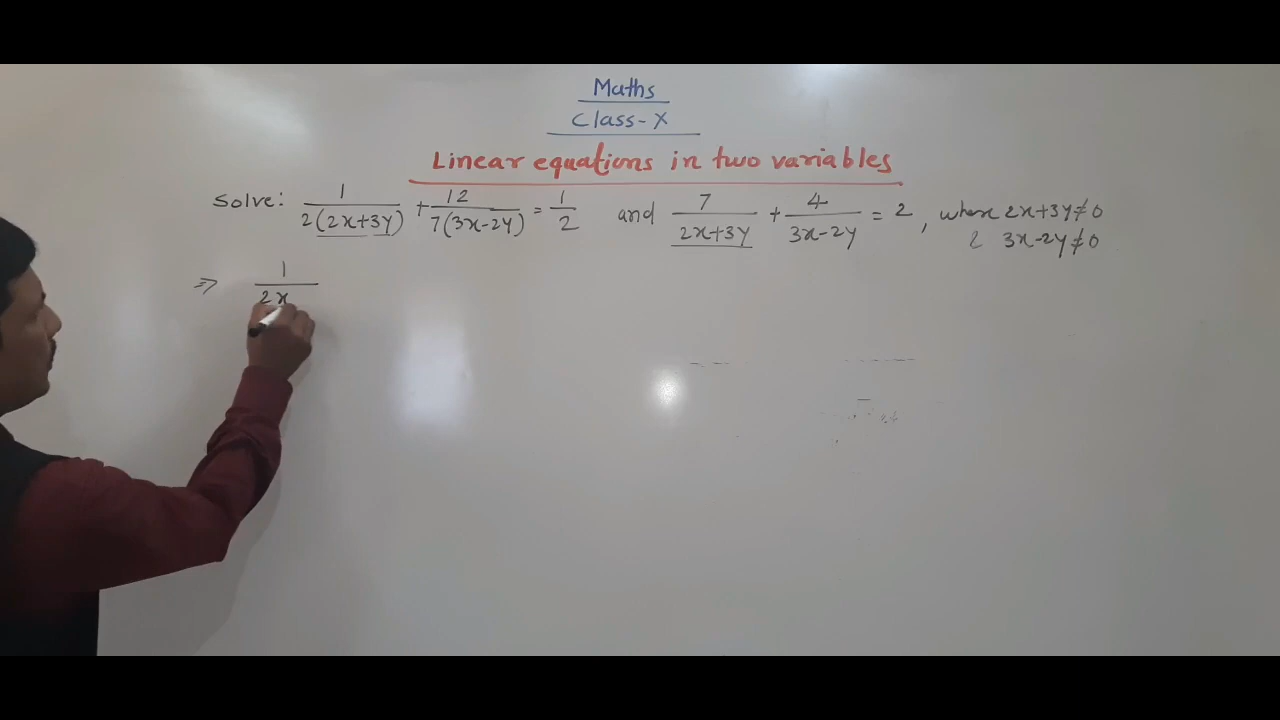 Maths
Class-X
Linear equations in two variables
Solve: 1/2(2x+3y) + 12/7(3x-2y) = 1/2 and 7/2x+3y + 4/3x-2y = 2, where 2x+3y≠0
& 3x-2y≠0
⇒ 1/2x